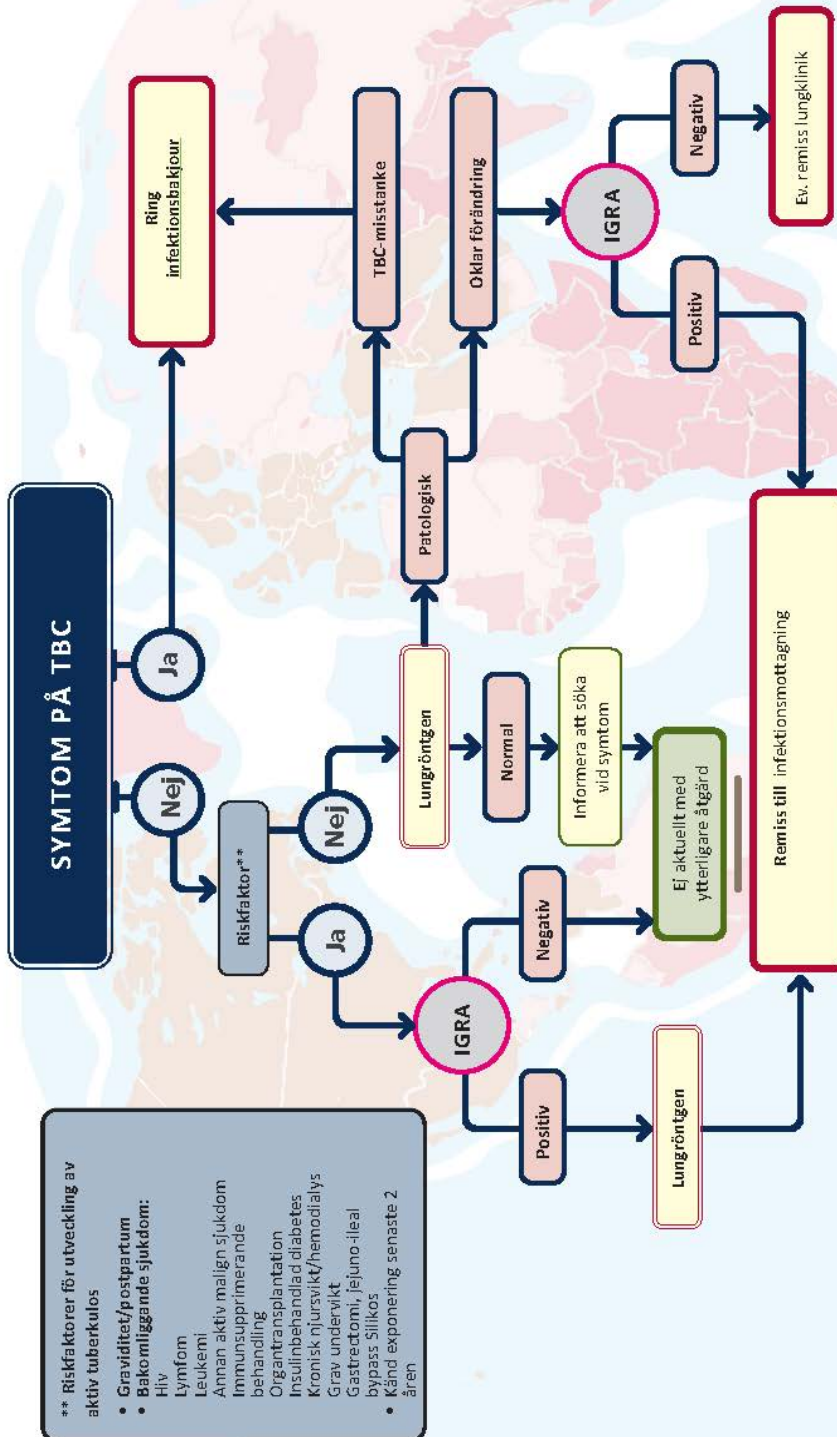 SYMTOM PÅ TBC
** Riskfaktorer för utveckling av
aktiv tuberkulos
• Graviditet/postpartum
• Bakomliggande sjukdom:
Hiv
Lymfom
Leukemi
Annan aktiv malign sjukdom
Immunsupprimerande
behandling
Organtransplantation
Insulinbehandlad diabetes
Kronisk njursvikt/hemodialys
Grav undervikt
Gastrectomi, jejuno-ileal
bypass Silikos
• Känd exponering senaste 2
åren
Nej
Ja
Ring
infektionsbakjour
Riskfaktor**
Ja
Nej
IGRA
Lungröntgen
Patologisk
TBC-misstanke
Oklar förändring
Positiv
Negativ
Normal
Informera att söka
vid symtom
IGRA
Lungröntgen
Ej aktuellt med
ytterligare åtgärd
Positiv
Negativ
Remiss till infektionsmottagning
Ev. remiss lungklinik